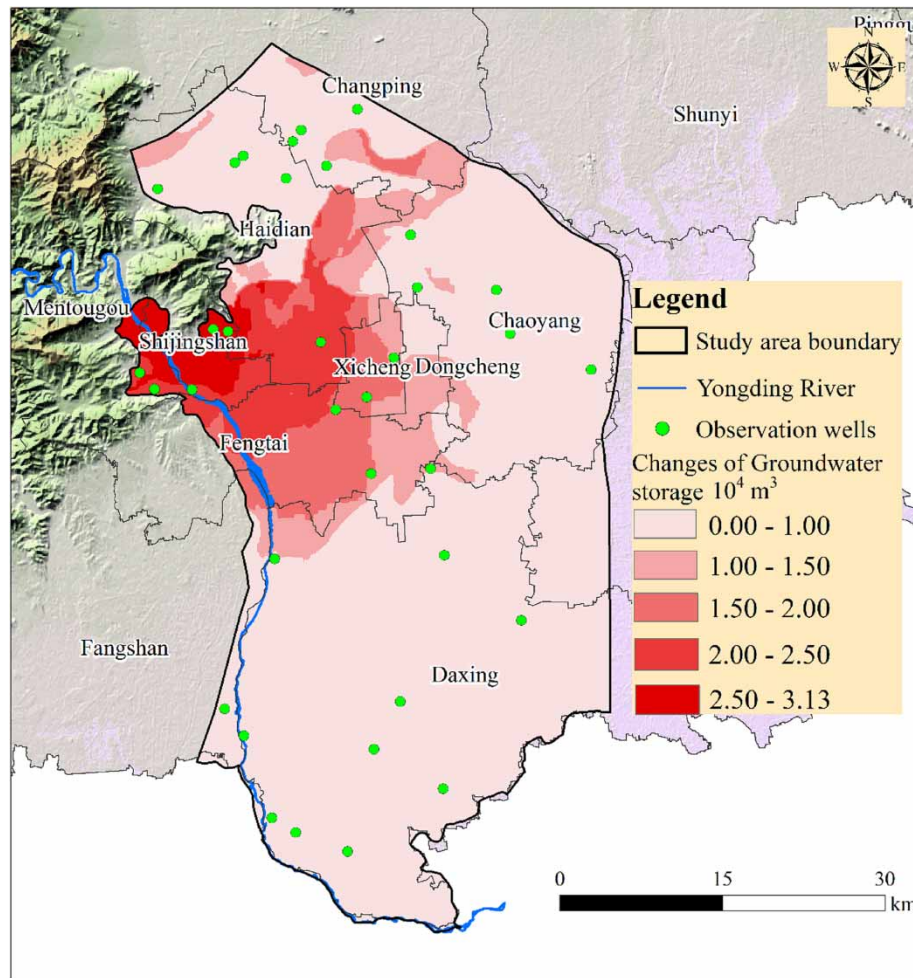 Pinggu
N
W E
S
Changping
Shunyi
Haidian
Mentougou
Shijingshan
Chaoyang
Xicheng Dongcheng
Fengtai
Fangshan
Daxing
Legend
Study area boundary
Yongding River
Observation wells
Changes of Groundwater
storage 10⁴ m³
0.00 - 1.00
1.00 - 1.50
1.50 - 2.00
2.00 - 2.50
2.50 - 3.13
0 15 30
km